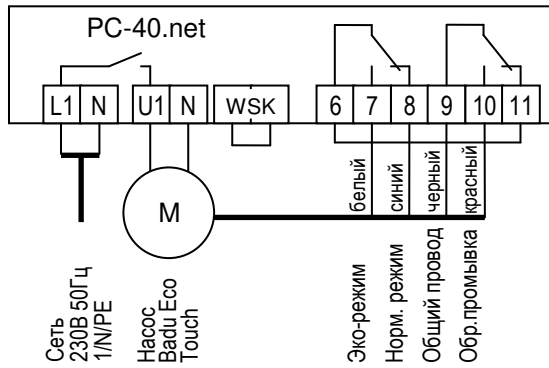 PC-40.net
L1 N U1 N WSK 6 7 8 9 10 11
белый
синий
черный
красный
M
Сеть
230В 50Гц
1/N/PE
Насос
Badu Eco
Touch
Эко-режим
Норм. режим
Общий провод
Обр.промывка